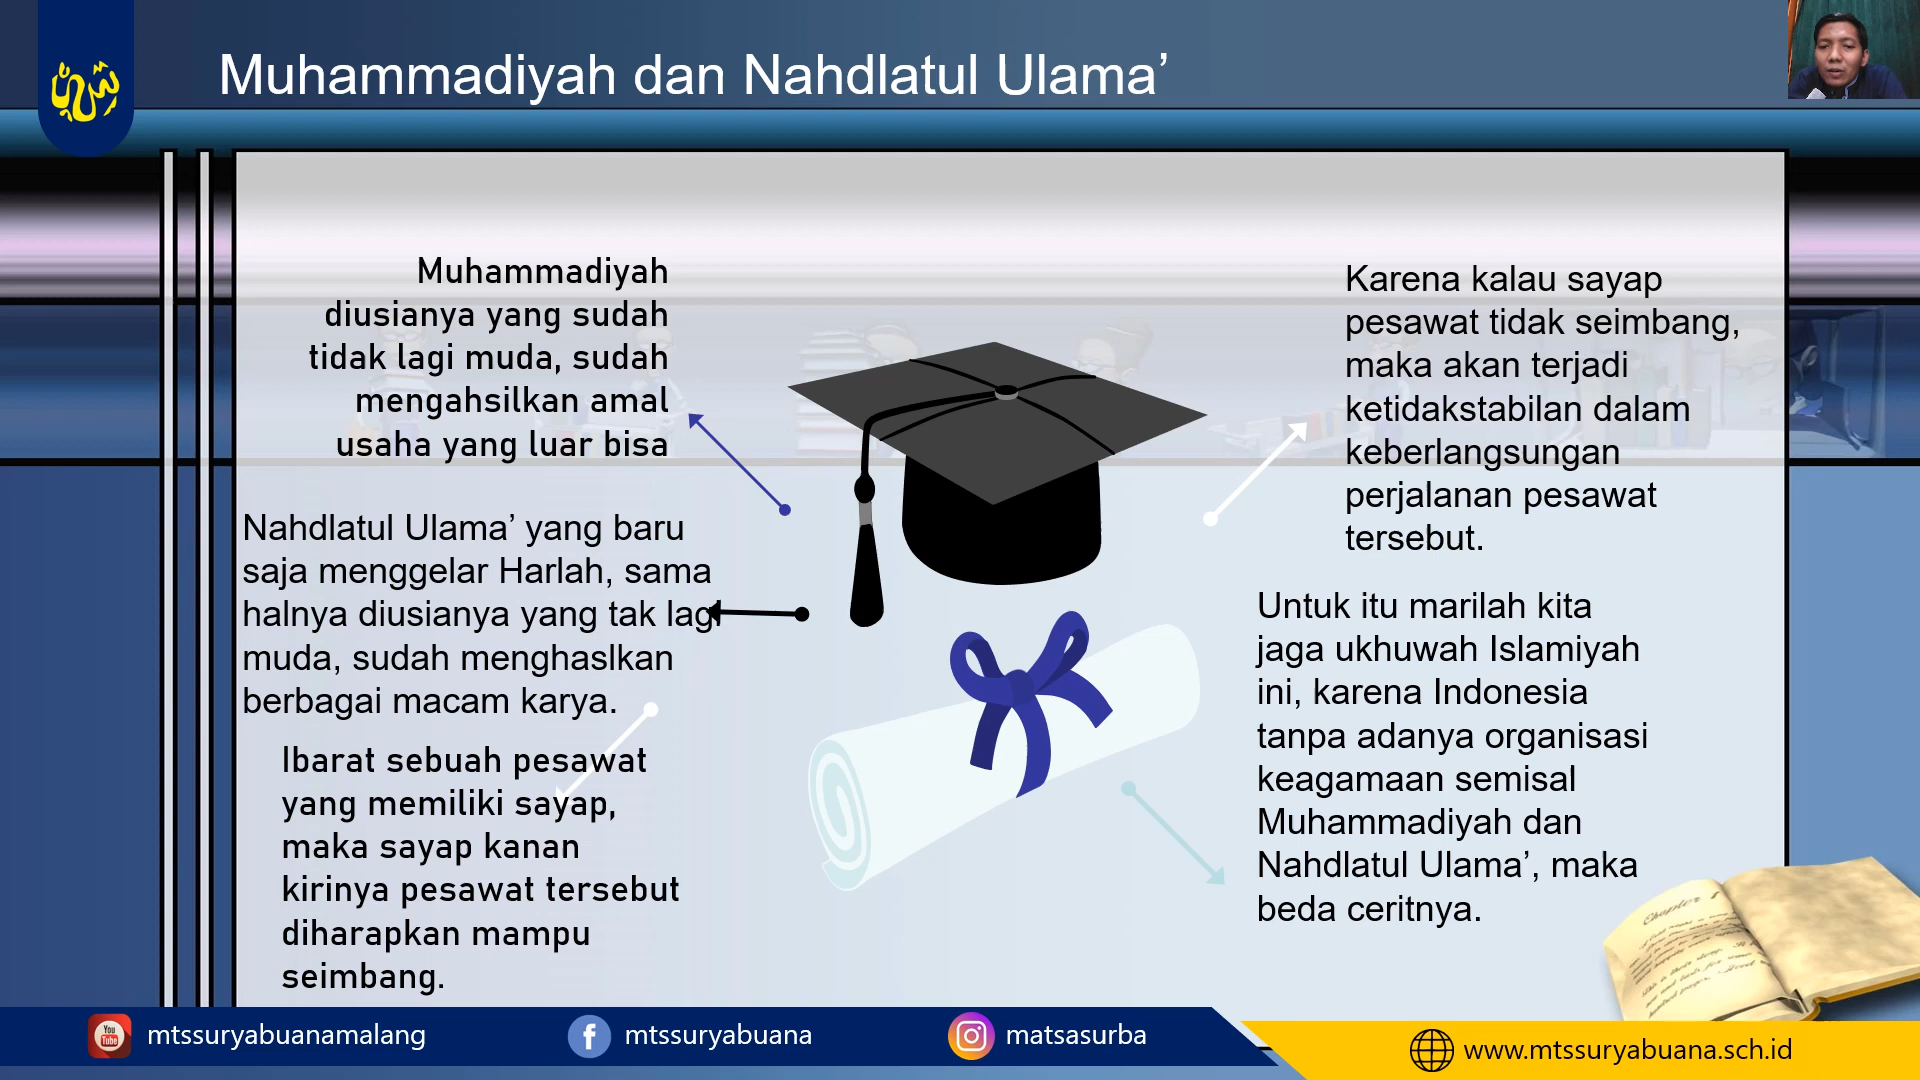 Muhammadiyah dan Nahdlatul Ulama’
Muhammadiyah
diusianya yang sudah
tidak lagi muda, sudah
mengahsilkan amal
usaha yang luar bisa
Nahdlatul Ulama’ yang baru
saja menggelar Harlah, sama
halnya diusianya yang tak lagi
muda, sudah menghaslkan
berbagai macam karya.
Ibarat sebuah pesawat
yang memiliki sayap,
maka sayap kanan
kirinya pesawat tersebut
diharapkan mampu
seimbang.
Karena kalau sayap
pesawat tidak seimbang,
maka akan terjadi
ketidakstabilan dalam
keberlangsungan
perjalanan pesawat
tersebut.
Untuk itu marilah kita
jaga ukhuwah Islamiyah
ini, karena Indonesia
tanpa adanya organisasi
keagamaan semisal
Muhammadiyah dan
Nahdlatul Ulama’, maka
beda ceritnya.
Chapter 1
You
Tube
mtssuryabuanamalang
mtssuryabuana
matsasurba
www.mtssuryabuana.sch.id